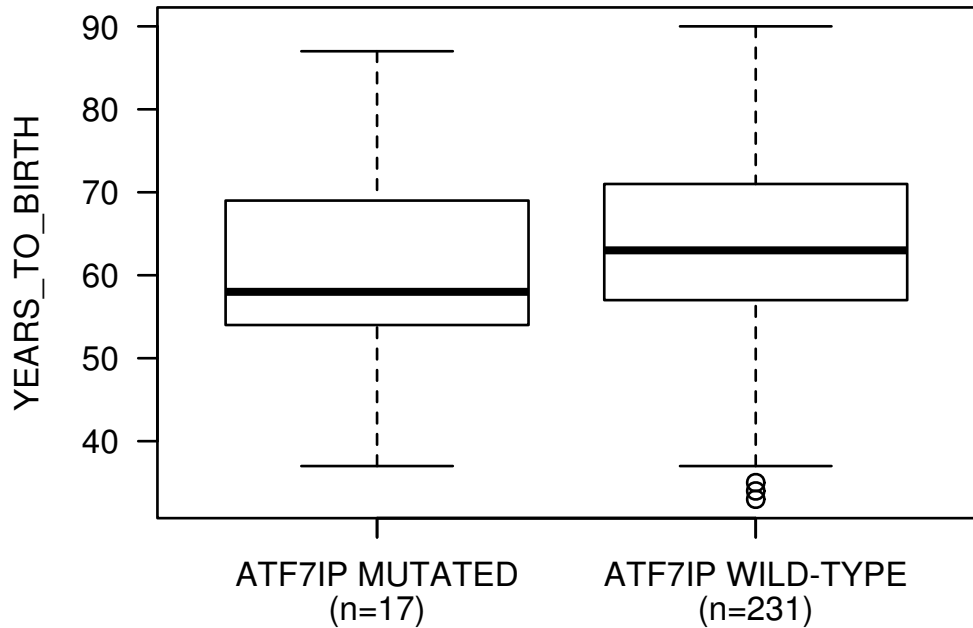 YEARS_TO_BIRTH
90
80
70
60
50
40
ATF7IP MUTATED
(n=17)
ATF7IP WILD-TYPE
(n=231)